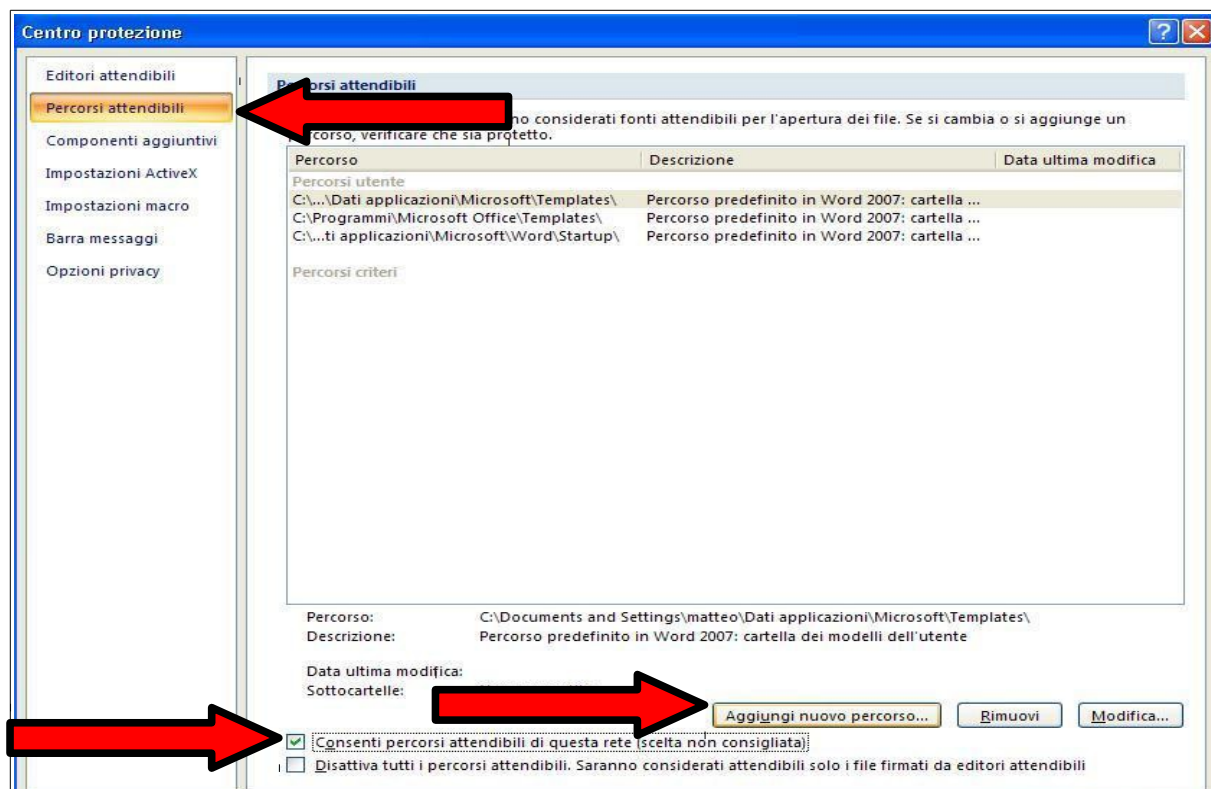 Centro protezione
Editori attendibili
Percorsi attendibili
Componenti aggiuntivi
Impostazioni ActiveX
Impostazioni macro
Barra messaggi
Opzioni privacy
Percorsi attendibili
no considerati fonti attendibili per l'apertura dei file. Se si cambia o si aggiunge un
percorso, verificare che sia protetto.
Percorso Descrizione Data ultima modifica
Percorsi utente
C:\...\Dati applicazioni\Microsoft\Templates\ Percorso predefinito in Word 2007: cartella ...
C:\Programmi\Microsoft Office\Templates\ Percorso predefinito in Word 2007: cartella ...
C:\...ti applicazioni\Microsoft\Word\Startup\ Percorso predefinito in Word 2007: cartella ...
Percorsi criteri
Percorso: C:\Documents and Settings\matteo\Dati applicazioni\Microsoft\Templates\
Descrizione: Percorso predefinito in Word 2007: cartella dei modelli dell'utente
Data ultima modifica:
Sottocartelle:
Aggiungi nuovo percorso... Rimuovi Modifica...
Consenti percorsi attendibili di questa rete (scelta non consigliata)
Disattiva tutti i percorsi attendibili. Saranno considerati attendibili solo i file firmati da editori attendibili